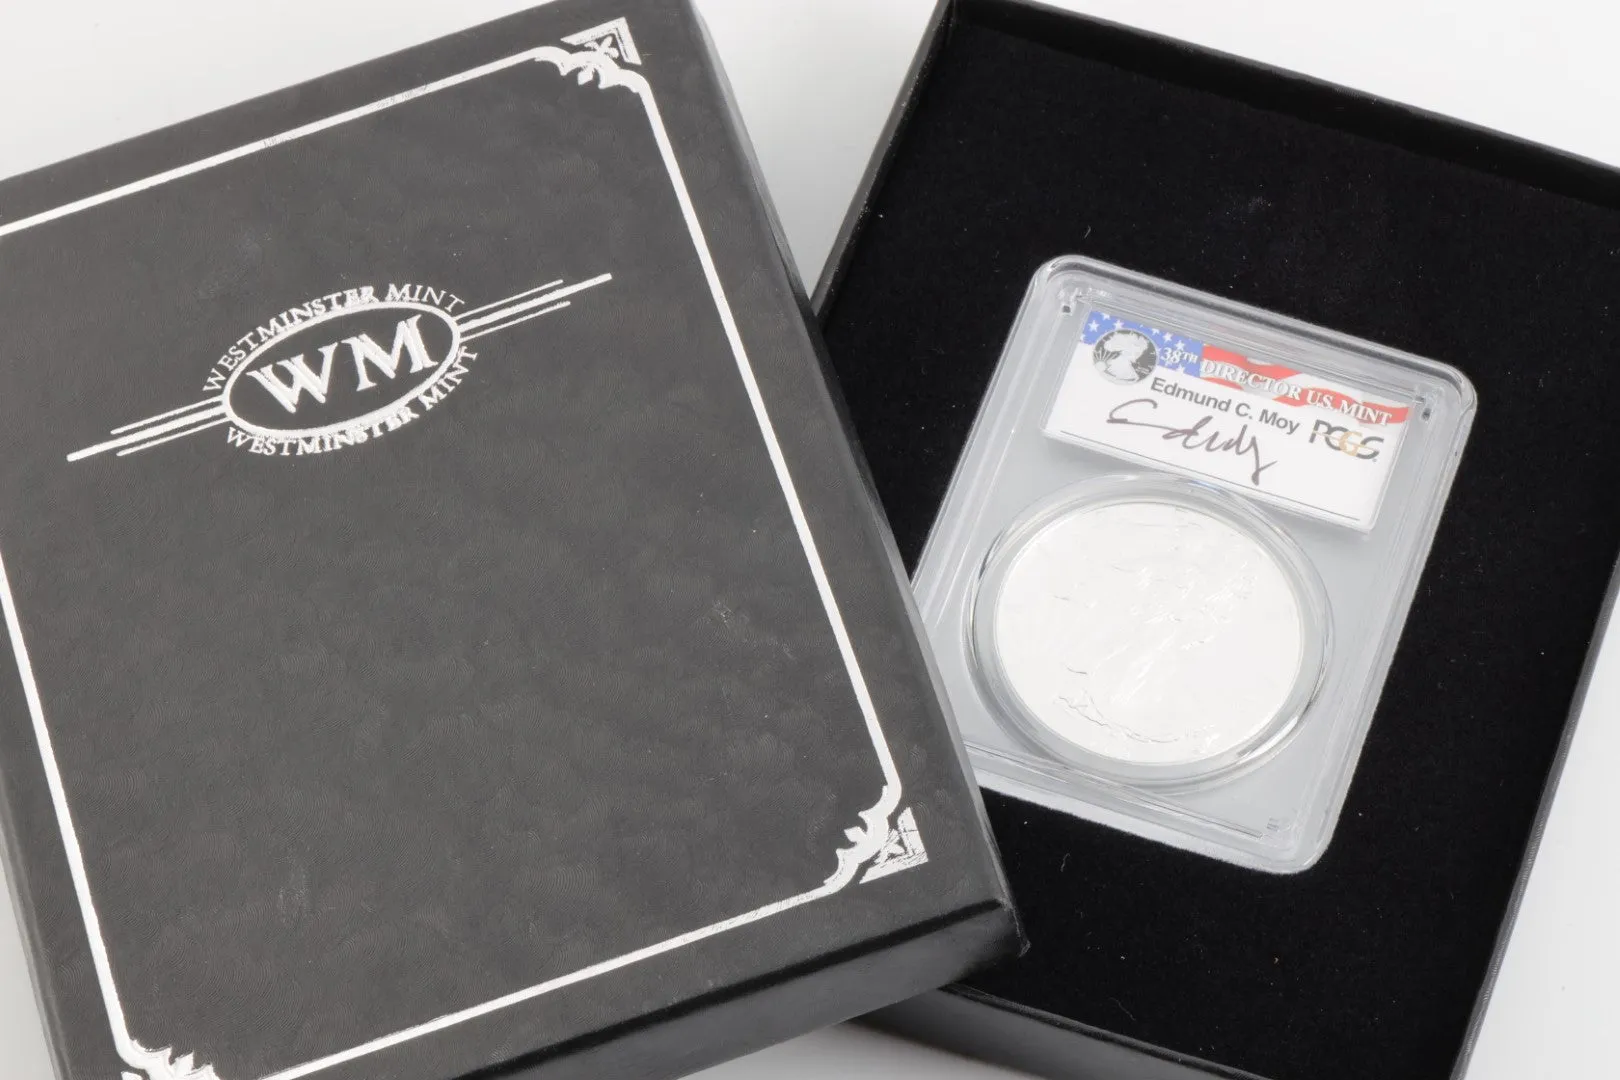 WESTMINSTER MINT
WM
WESTMINSTER MINT
38TH DIRECTOR U.S. MINT
Edmund C. Moy
PCGS